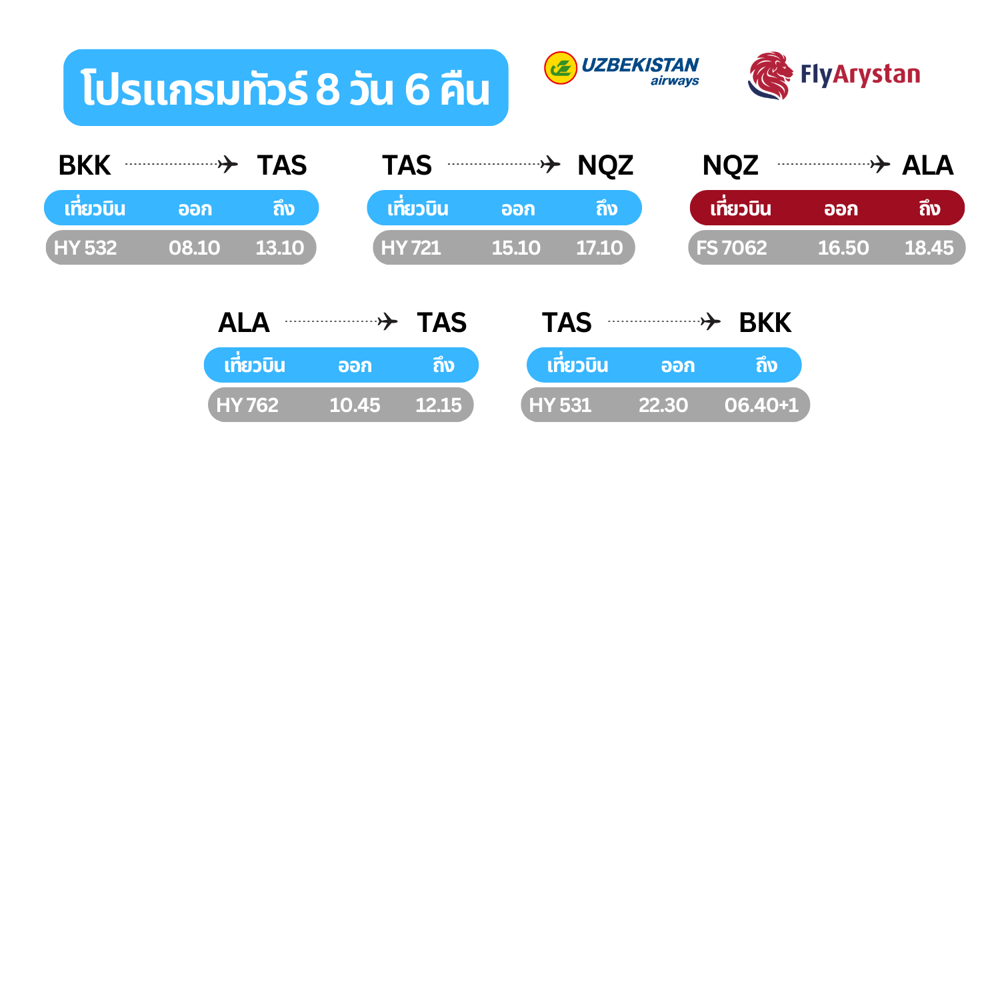 โปรแกรมทัวร์ 8 วัน 6 คืน
UZBEKISTAN
airways
FlyArystan
BKK TAS
เที่ยวบิน ออก ถึง
HY 532 08.10 13.10
TAS NQZ
เที่ยวบิน ออก ถึง
HY 721 15.10 17.10
NQZ ALA
เที่ยวบิน ออก ถึง
FS 7062 16.50 18.45
ALA TAS
เที่ยวบิน ออก ถึง
HY 762 10.45 12.15
TAS BKK
เที่ยวบิน ออก ถึง
HY 531 22.30 06.40+1